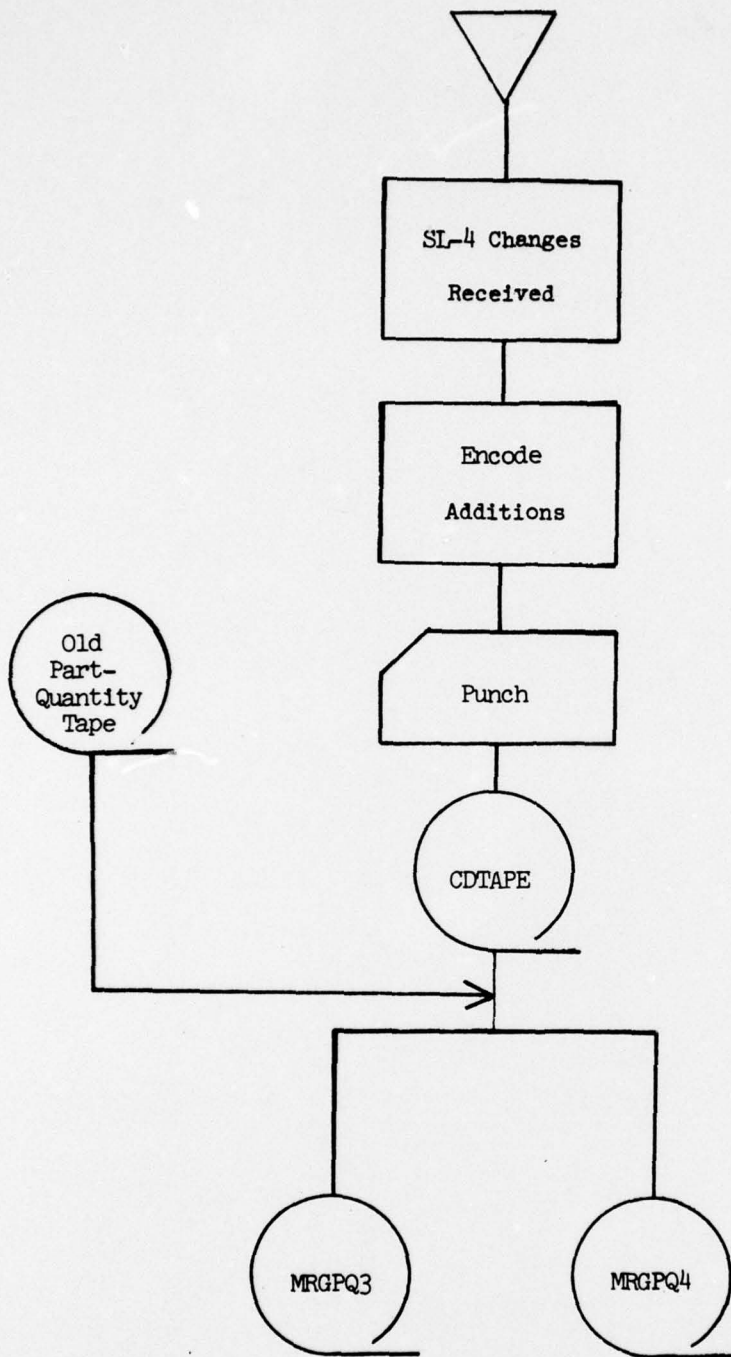 SL-4 Changes
Received
Encode
Additions
Old
Part-
Quantity
Tape
Punch
CDTAPE
MRGPQ3
MRGPQ4